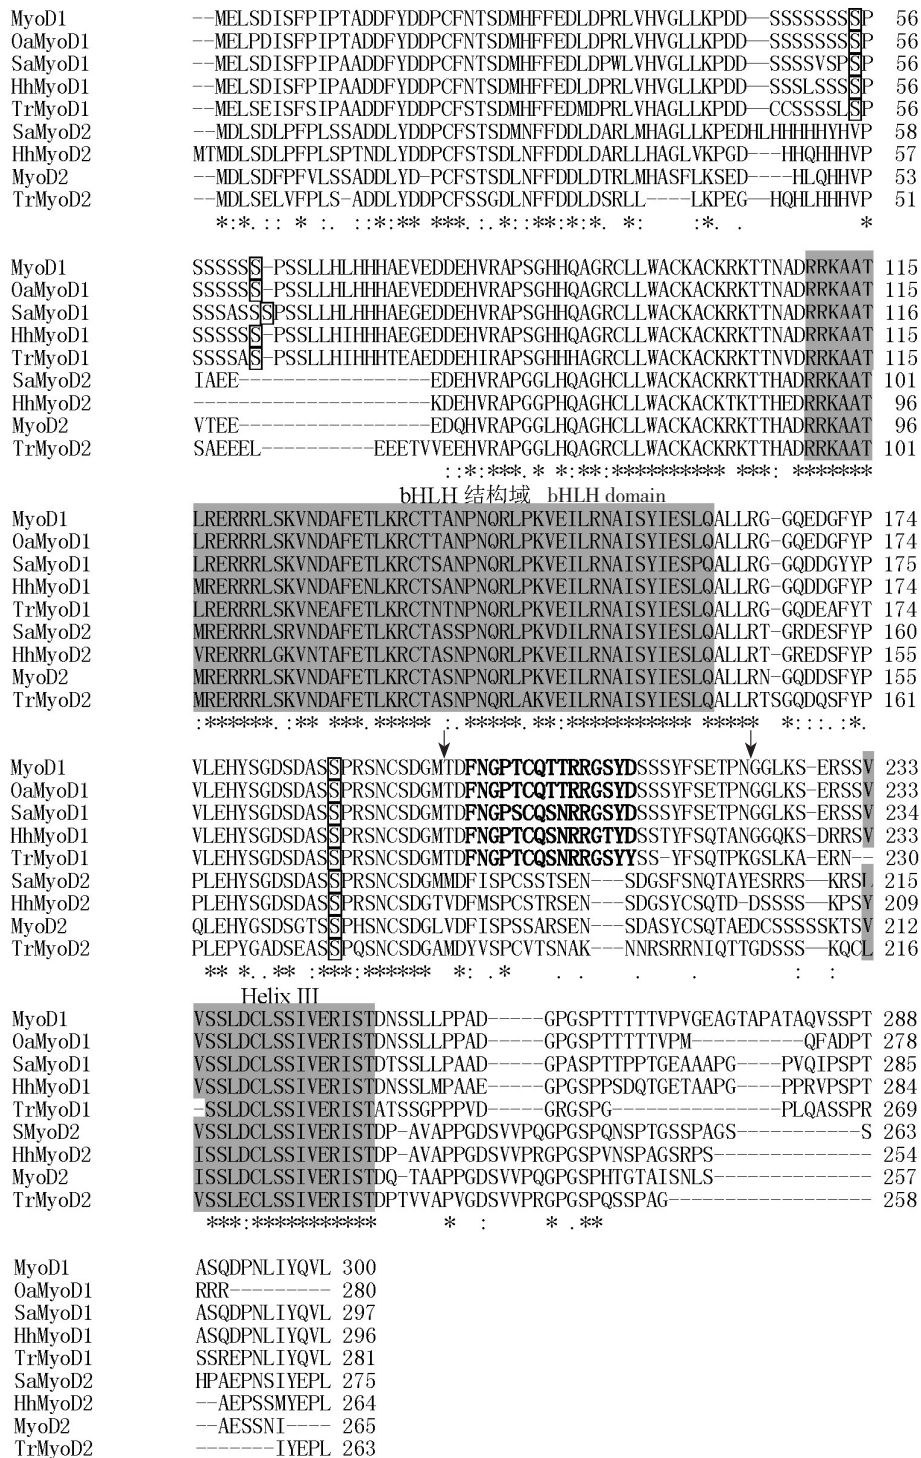 MyoD1 --MELSDISFPIPTADDFYDDPCFNTSDMHFFEDLDPRLVHVGLLKPDD--SSSSSSSSP 56
OaMyoD1 --MELPDISFPIPTADDFYDDPCFNTSDMHFFEDLDPRLVHVGLLKPDD--SSSSSSSSP 56
SaMyoD1 --MELSDISFPIPAADDFYDDPCFNTSDMHFFEDLDPWLVHVGLLKPDD--SSSSVSPSP 56
HhMyoD1 --MELSDISFPIPAADDFYDDPCFSTSDMHFFEDLDPRLVHVGLLKPDD--SSSLSSSSP 56
TrMyoD1 --MELSEISFSIPAADDFYDDPCFSTSDMHFFEDMDPRLVHAGLLKPDD--CCSSSSLSP 56
SaMyoD2 --MDLSDLPFPLSSADDLYDDPCFSTSDMNFFDDLDARLMHAGLLKPEDHLHHHHHYHVP 58
HhMyoD2 MTMDLSDLPFPLSPTNDLYDDPCFSTSDLNFFDDLDARLLHAGLVKPGD---HHQHHHVP 57
MyoD2 --MDLSDFPFVLSSADDLYD-PCFSTSDLNFFDDLDTRLMHASFLKSED----HLQHHVP 53
TrMyoD2 --MDLSELVFPLS-ADDLYDDPCFSSGDLNFFDDLDSRLL----LKPEG--HQHLHHHVP 51
*:*.:: *  :. ::*:** ***. :.*::**:**:* *:    :*. .          *
MyoD1 SSSSSS-PSSLLHLHHHAEVEDDEHVRAPSGHHQAGRCLLWACKACKRKTTNADRRKAAT 115
OaMyoD1 SSSSSS-PSSLLHLHHHAEVEDDEHVRAPSGHHQAGRCLLWACKACKRKTTNADRRKAAT 115
SaMyoD1 SSSASSSPSSLLHLHHHAEGEDDEHVRAPSGHHQAGRCLLWACKACKRKTTNADRRKAAT 116
HhMyoD1 SSSSSS-PSSLLHIHHHAEGEDDEHVRAPSGHHQAGRCLLWACKACKRKTTNADRRKAAT 115
TrMyoD1 SSSSAS-PSSLLHIHHHTEAEDDEHIRAPSGHHHAGRCLLWACKACKRKTTNVDRRKAAT 115
SaMyoD2 IAEE-----------------EDEHVRAPGGLHQAGHCLLWACKACKRKTTHADRRKAAT 101
HhMyoD2 ---------------------KDEHVRAPGGPHQAGHCLLWACKACKTKTTHEDRRKAAT 96
MyoD2 VTEE-----------------EDQHVRAPGGLHQAGHCLLWACKACKRKTTHADRRKAAT 96
TrMyoD2 SAEEEL----------EEETVVEEHVRAPGGLHQAGHCLLWACKACKRKTTHADRRKAAT 101
::*:***.* *:**:********** ***: *******
bHLH 结构域 bHLH domain
MyoD1 LRERRRLSKVNDAFETLKRCTTANPNQRLPKVEILRNAISYIESLQALLRG-GQEDGFYP 174
OaMyoD1 LRERRRLSKVNDAFETLKRCTTANPNQRLPKVEILRNAISYIESLQALLRG-GQEDGFYP 174
SaMyoD1 LRERRRLSKVNDAFETLKRCTSANPNQRLPKVEILRNAISYIESPQALLRG-GQDDGYYP 175
HhMyoD1 MRERRRLSKVNDAFENLKRCTSANPNQRLPKVEILRNAISYIESLQALLRG-GQEDGFYP 174
TrMyoD1 LRERRRLSKVNEAFETLKRCTNTNPNQRLPKVEILRNAISYIESLQALLRG-GQDEAFYT 174
SaMyoD2 MRERRRLSRVNDAFETLKRCTASSPNQRLPKVDILRNAISYIESLQALLRT-GRDESFYP 160
HhMyoD2 VRERRRLGKVNTAFETLKRCTASNPNQRLPKVEILRNAISYIESLQALLRT-GREDSFYP 155
MyoD2 MRERRRLSKVNDAFETLKRCTASNPNQRLPKVEILRNAISYIESLQALLRN-GQDDSFYP 155
TrMyoD2 MRERRRLSKVNDAFETLKRCTASNPNQRLAKVEILRNAISYIESLQALLRTSGQDQSFYP 161
:******.:** ***.***** :.*****.**:*********** *****  *::::.*.
MyoD1 VLEHYSGDSDASSPRSNCSDGMTDFNGPTCQTTRRGSYDSSSYFSETPNGGLKS-ERSSV 233
OaMyoD1 VLEHYSGDSDASSPRSNCSDGMTDFNGPTCQTTRRGSYDSSSYFSETPNGGLKS-ERSSV 233
SaMyoD1 VLEHYSGDSDASSPRSNCSDGMTDFNGPSCQSNRRGSYDSSSYFSETPNGGLKS-ERSSV 234
HhMyoD1 VLEHYSGDSDASSPRSNCSDGMTDFNGPTCQSNRRGTYDSSTYFSQTANGGQKS-DRRSV 233
TrMyoD1 VLEHYSGDSDASSPRSNCSDGMTDFNGPTCQSNRRGSYYSS-YFSQTPKGSLKA-ERN-- 230
SaMyoD2 PLEHYSGDSDASSPRSNCSDGMMDFISPCSSTSEN---SDGSFSNQTAYESRRS--KRSL 215
HhMyoD2 PLEHYSGDSDASSPRSNCSDGTVDFMSPCSTRSEN---SDGSYCSQTD-DSSSS--KPSY 209
MyoD2 QLEHYGSDSGTSSPHSNCSDGLVDFISPSSARSEN---SDASYCSQTAEDCSSSSSKTSV 212
TrMyoD2 PLEPYGADSEASSPQSNCSDGAMDYVSPCVTSNAK---NNRSRRNIQTTGDSSS--KQCL 216
** *..** :***:****** *: .*    .    .     .        :  :
Helix III
MyoD1 VSSLDCLSSIVERISTDNSSLLPPAD-----GPGSPTTTTTVPVGEAGTAPATAQVSSPT 288
OaMyoD1 VSSLDCLSSIVERISTDNSSLLPPAD-----GPGSPTTTTTVPM----------QFADPT 278
SaMyoD1 VSSLDCLSSIVERISTDTSSLLPAAD-----GPASPTTPPTGEAAAPG----PVQIPSPT 285
HhMyoD1 VSSLDCLSSIVERISTDNSSLMPAAE-----GPGSPPSDQTGETAAPG----PPRVPSPT 284
TrMyoD1 -SSLDCLSSIVERISTATSSGPPPVD-----GRGSPG---------------PLQASSPR 269
SMyoD2 VSSLDCLSSIVERISTDP-AVAPPGDSVVPQGPGSPQNSPTGSSPAGS-----------S 263
HhMyoD2 ISSLDCLSSIVERISTDP-AVAPPGDSVVPRGPGSPVNSPAGSRPS-------------- 254
MyoD2 ISSLDCLSSIVERISTDQ-TAAPPGDSVVPQGPGSPHTGTAISNLS-------------- 257
TrMyoD2 VSSLECLSSIVERISTDPTVVAPVGDSVVPRGPGSPQSSPAG------------------ 258
***:***********      *  :     * .**
MyoD1 ASQDPNLIYQVL 300
OaMyoD1 RRR--------- 280
SaMyoD1 ASQDPNLIYQVL 297
HhMyoD1 ASQDPNLIYQVL 296
TrMyoD1 SSREPNLIYQVL 281
SaMyoD2 HPAEPNSIYEPL 275
HhMyoD2 --AEPSSMYEPL 264
MyoD2 --AESSNI---- 265
TrMyoD2 -------IYEPL 263